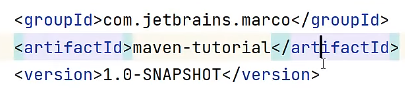 <groupId>com.jetbrains.marco</groupId>
<artifactId>maven-tutorial</artifactId>
<version>1.0-SNAPSHOT</version>